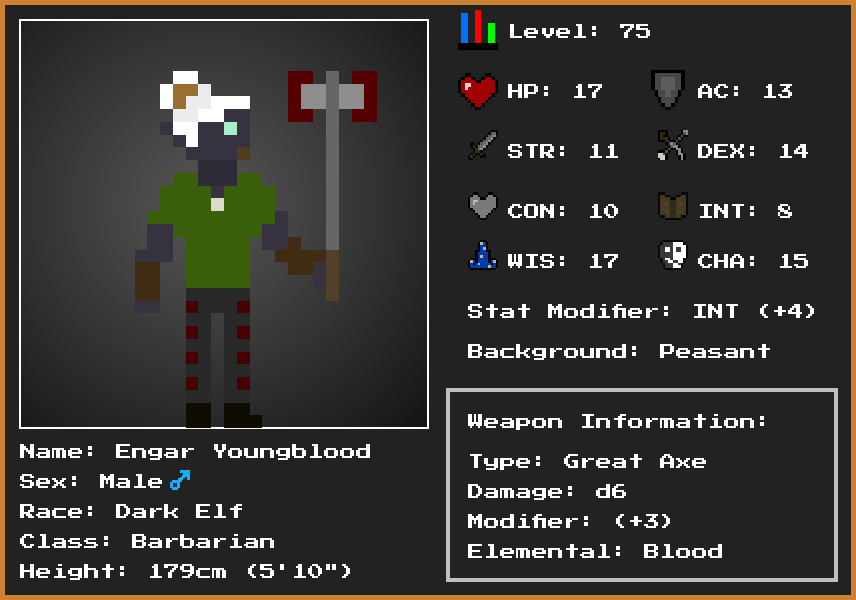 Level: 75
HP: 17 AC: 13
STR: 11 DEX: 14
CON: 10 INT: 8
WIS: 17 CHA: 15
Stat Modifier: INT (+4)
Background: Peasant
Weapon Information:
Type: Great Axe
Damage: d6
Modifier: (+3)
Elemental: Blood
Name: Engar Youngblood
Sex: Male ♂
Race: Dark Elf
Class: Barbarian
Height: 179cm (5'10")